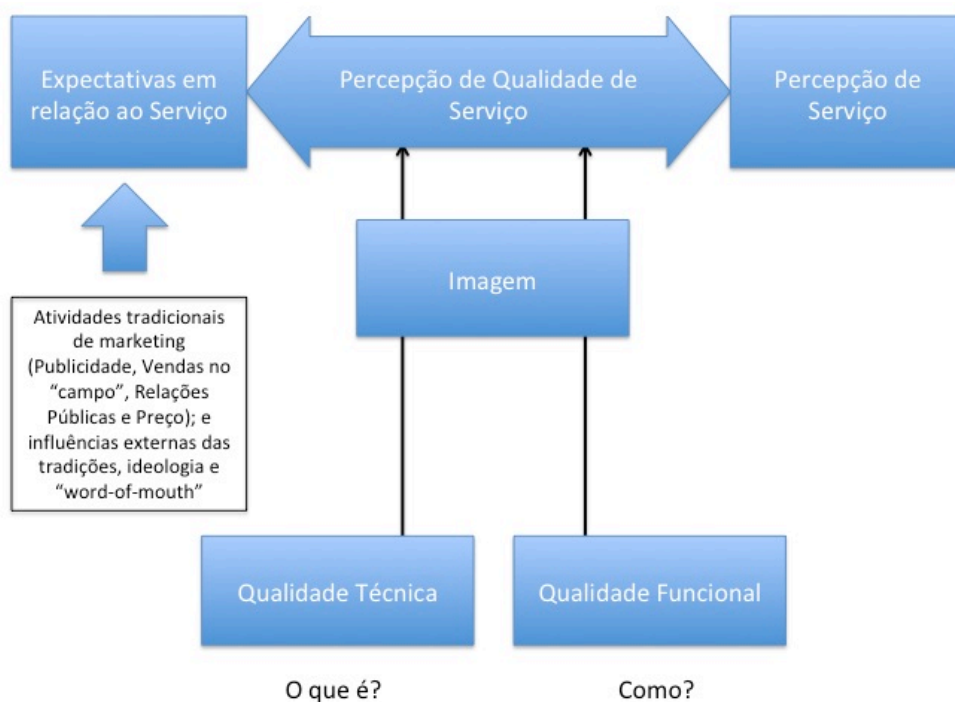 Expectativas em
relação ao Serviço
Percepção de Qualidade de
Serviço
Percepção de
Serviço
Imagem
Atividades tradicionais
de marketing
(Publicidade, Vendas no
“campo”, Relações
Públicas e Preço); e
influências externas das
tradições, ideologia e
“word-of-mouth”
Qualidade Técnica
Qualidade Funcional
O que é?
Como?